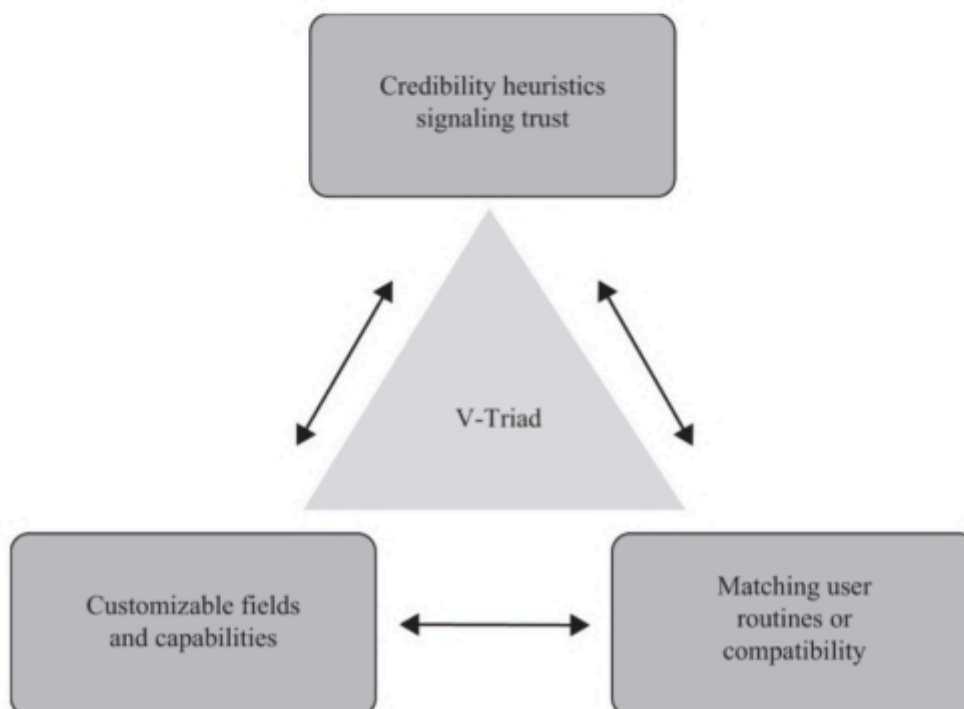 Credibility heuristics
signaling trust
V-Triad
Customizable fields
and capabilities
Matching user
routines or
compatibility